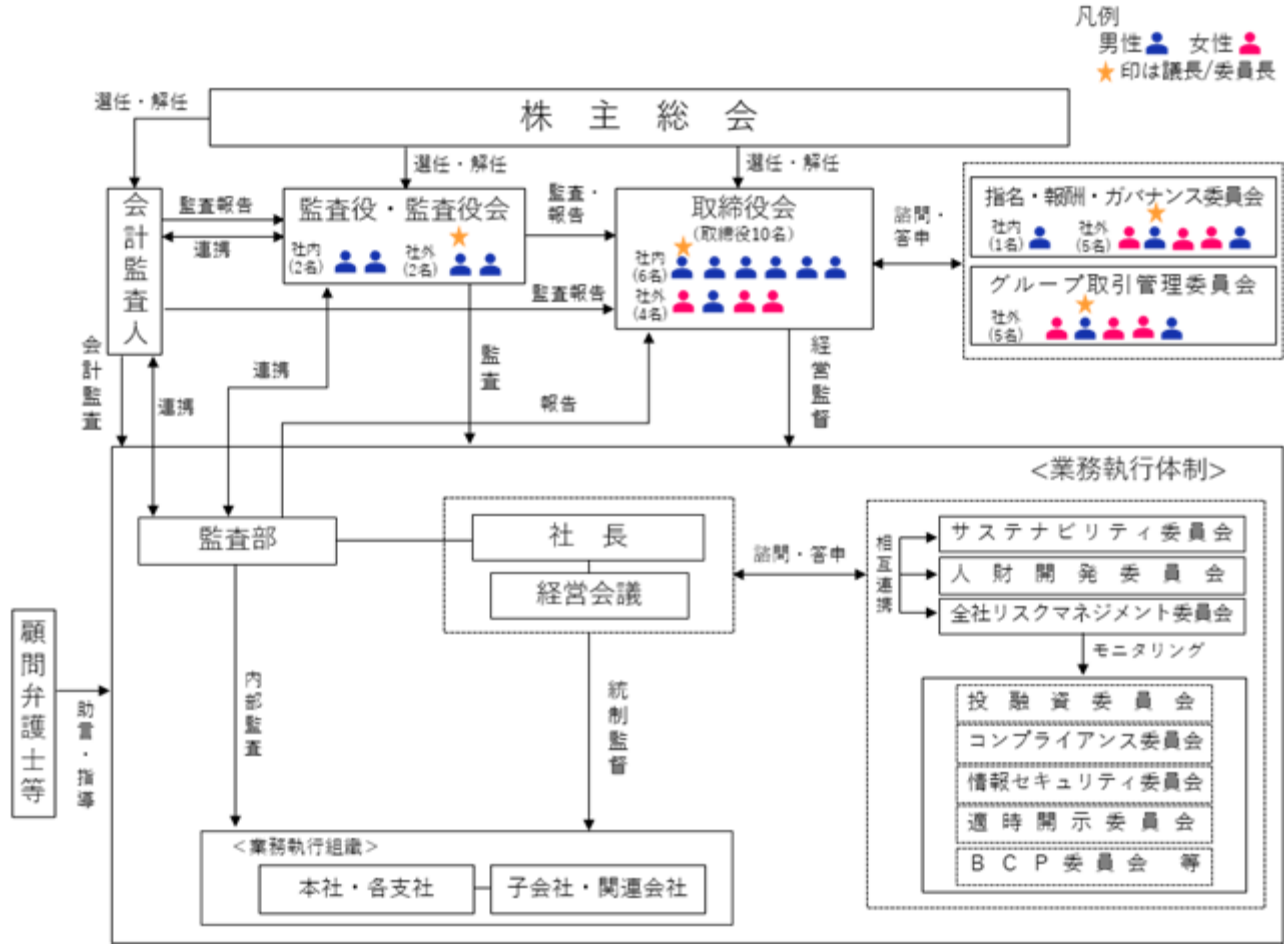 凡例
男性 女性
★印は議長/委員長
選任・解任
株主総会
選任・解任
選任・解任
会計監査人
監査報告
連携
監査役・監査役会
社内
(2名)
社外
(2名)
監査・
報告
監査報告
取締役会
(取締役10名)
社内
(6名)
社外
(4名)
諮問・
答申
指名・報酬・ガバナンス委員会
社内
(1名)
社外
(5名)
グループ取引管理委員会
社外
(5名)
会計監査
連携
連携
監査
報告
経営監督
<業務執行体制>
監査部
社長
経営会議
諮問・答申
相互連携
サステナビリティ委員会
人財開発委員会
全社リスクマネジメント委員会
モニタリング
投融資委員会
コンプライアンス委員会
情報セキュリティ委員会
適時開示委員会
BCP委員会 等
顧問弁護士等
助言・指導
内部監査
統制監督
<業務執行組織>
本社・各支社
子会社・関連会社